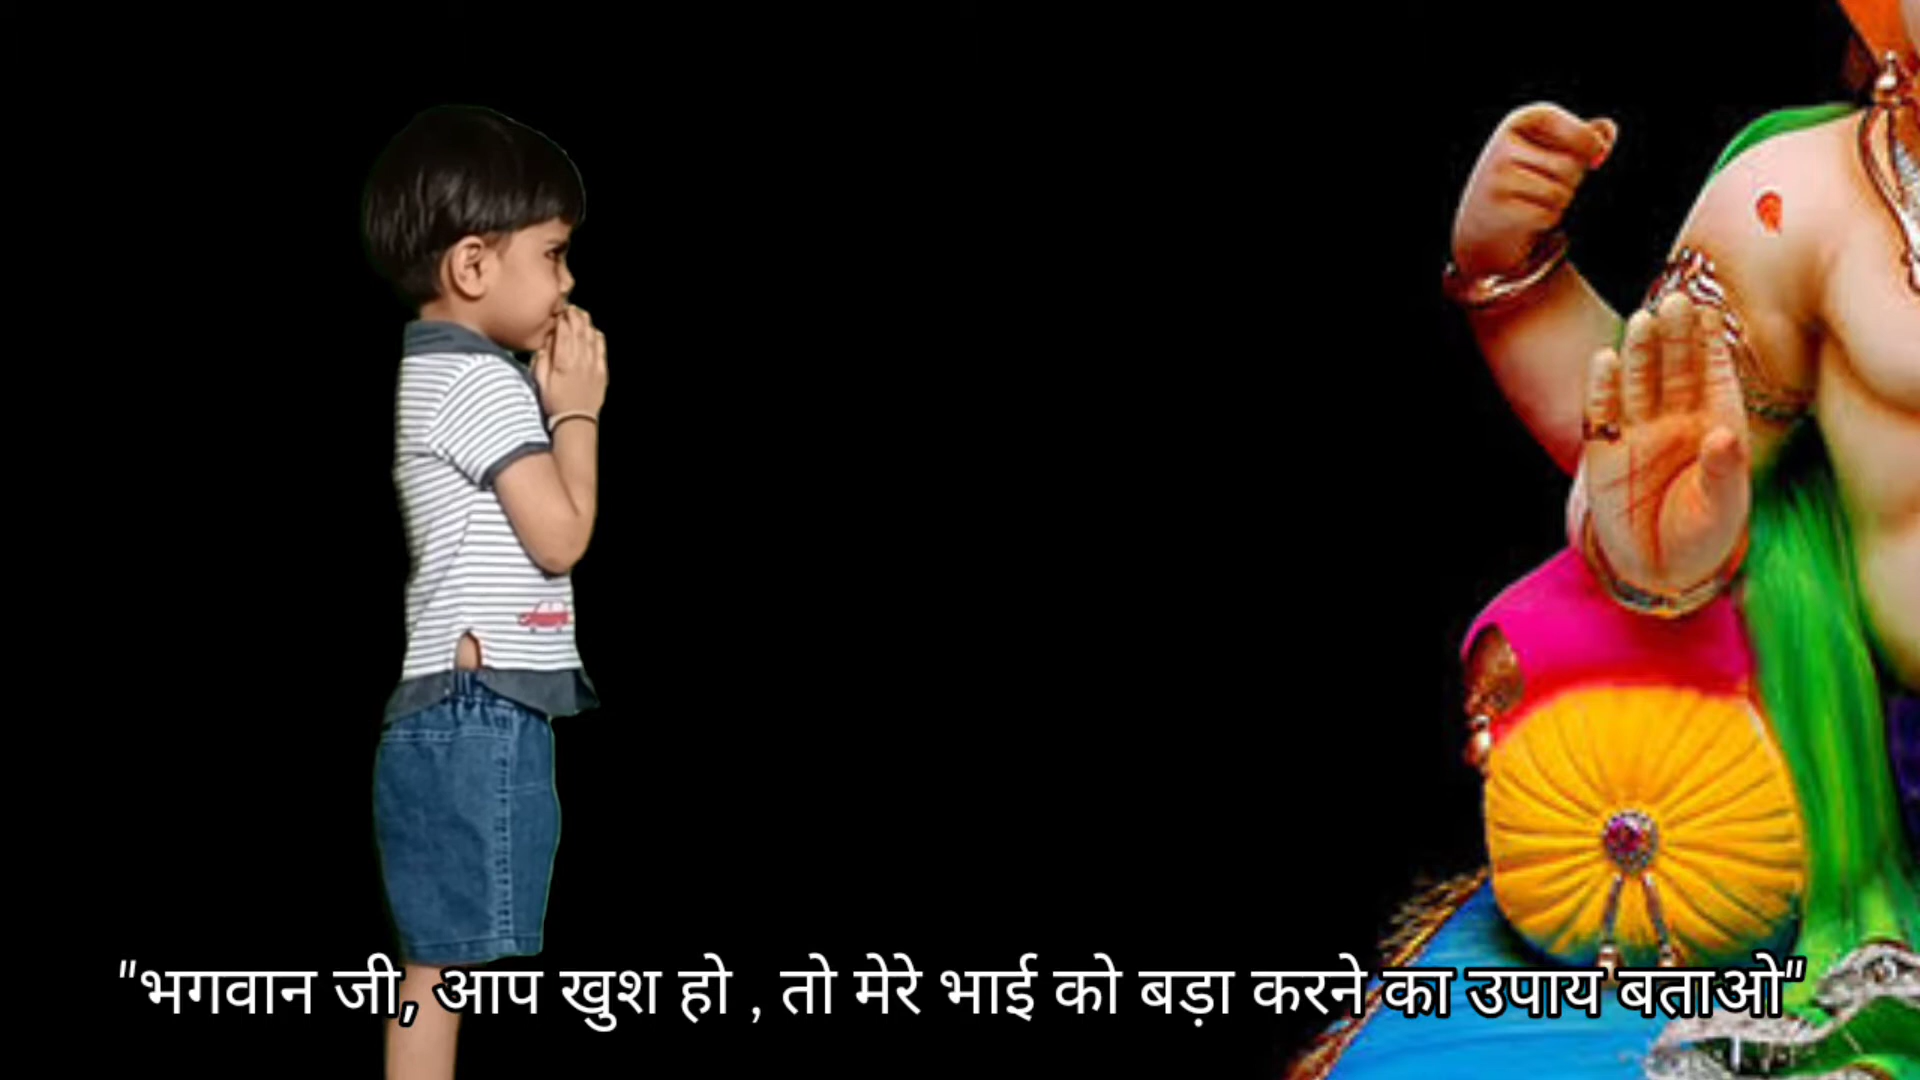 "भगवान जी, आप खुश हो , तो मेरे भाई को बड़ा करने का उपाय बताओ"